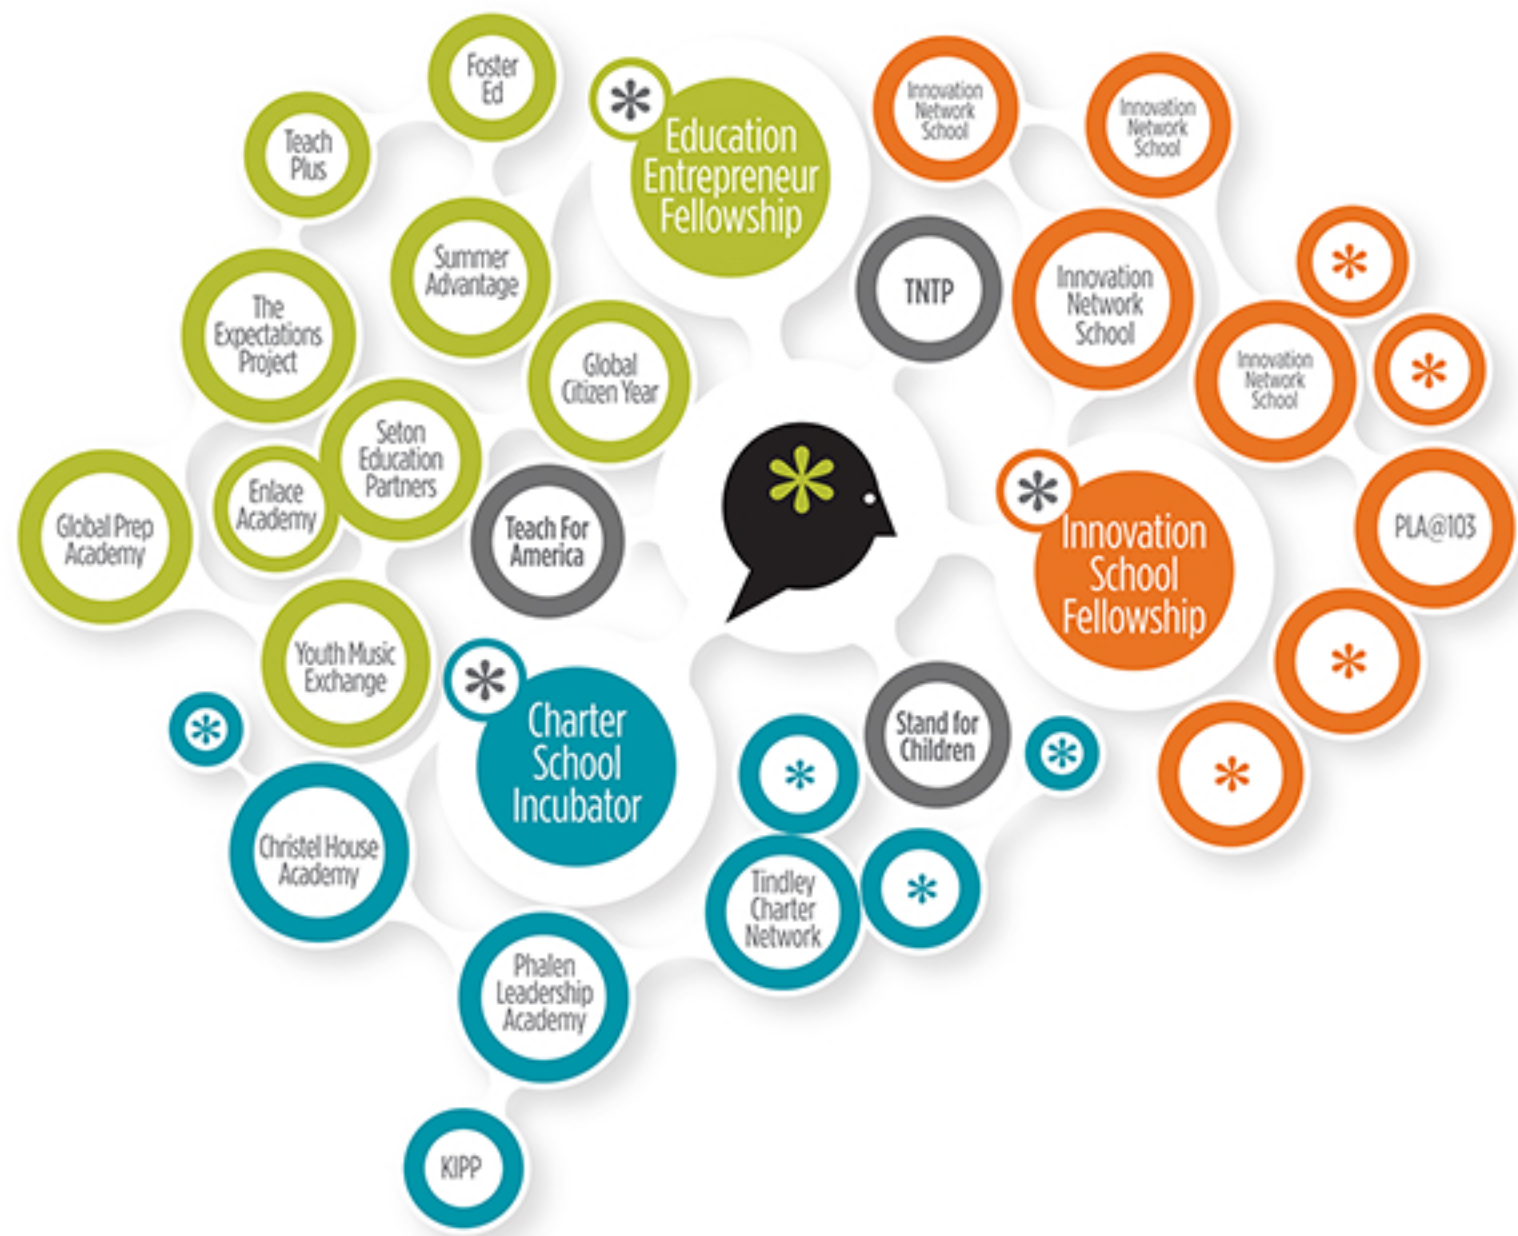 Foster
Ed
Teach
Plus
*
Education
Entrepreneur
Fellowship
Innovation
Network
School
Innovation
Network
School
Summer
Advantage
TNTP
Innovation
Network
School
*
The
Expectations
Project
Global
Citizen Year
Innovation
Network
School
*
Seton
Education
Partners
*
Enlace
Academy
*
Global Prep
Academy
Teach For
America
Innovation
School
Fellowship
PLA@103
Youth Music
Exchange
*
*
*
Charter
School
Incubator
Stand for
Children
*
*
*
Christel House
Academy
Tindley
Charter
Network
*
Phalen
Leadership
Academy
KIPP